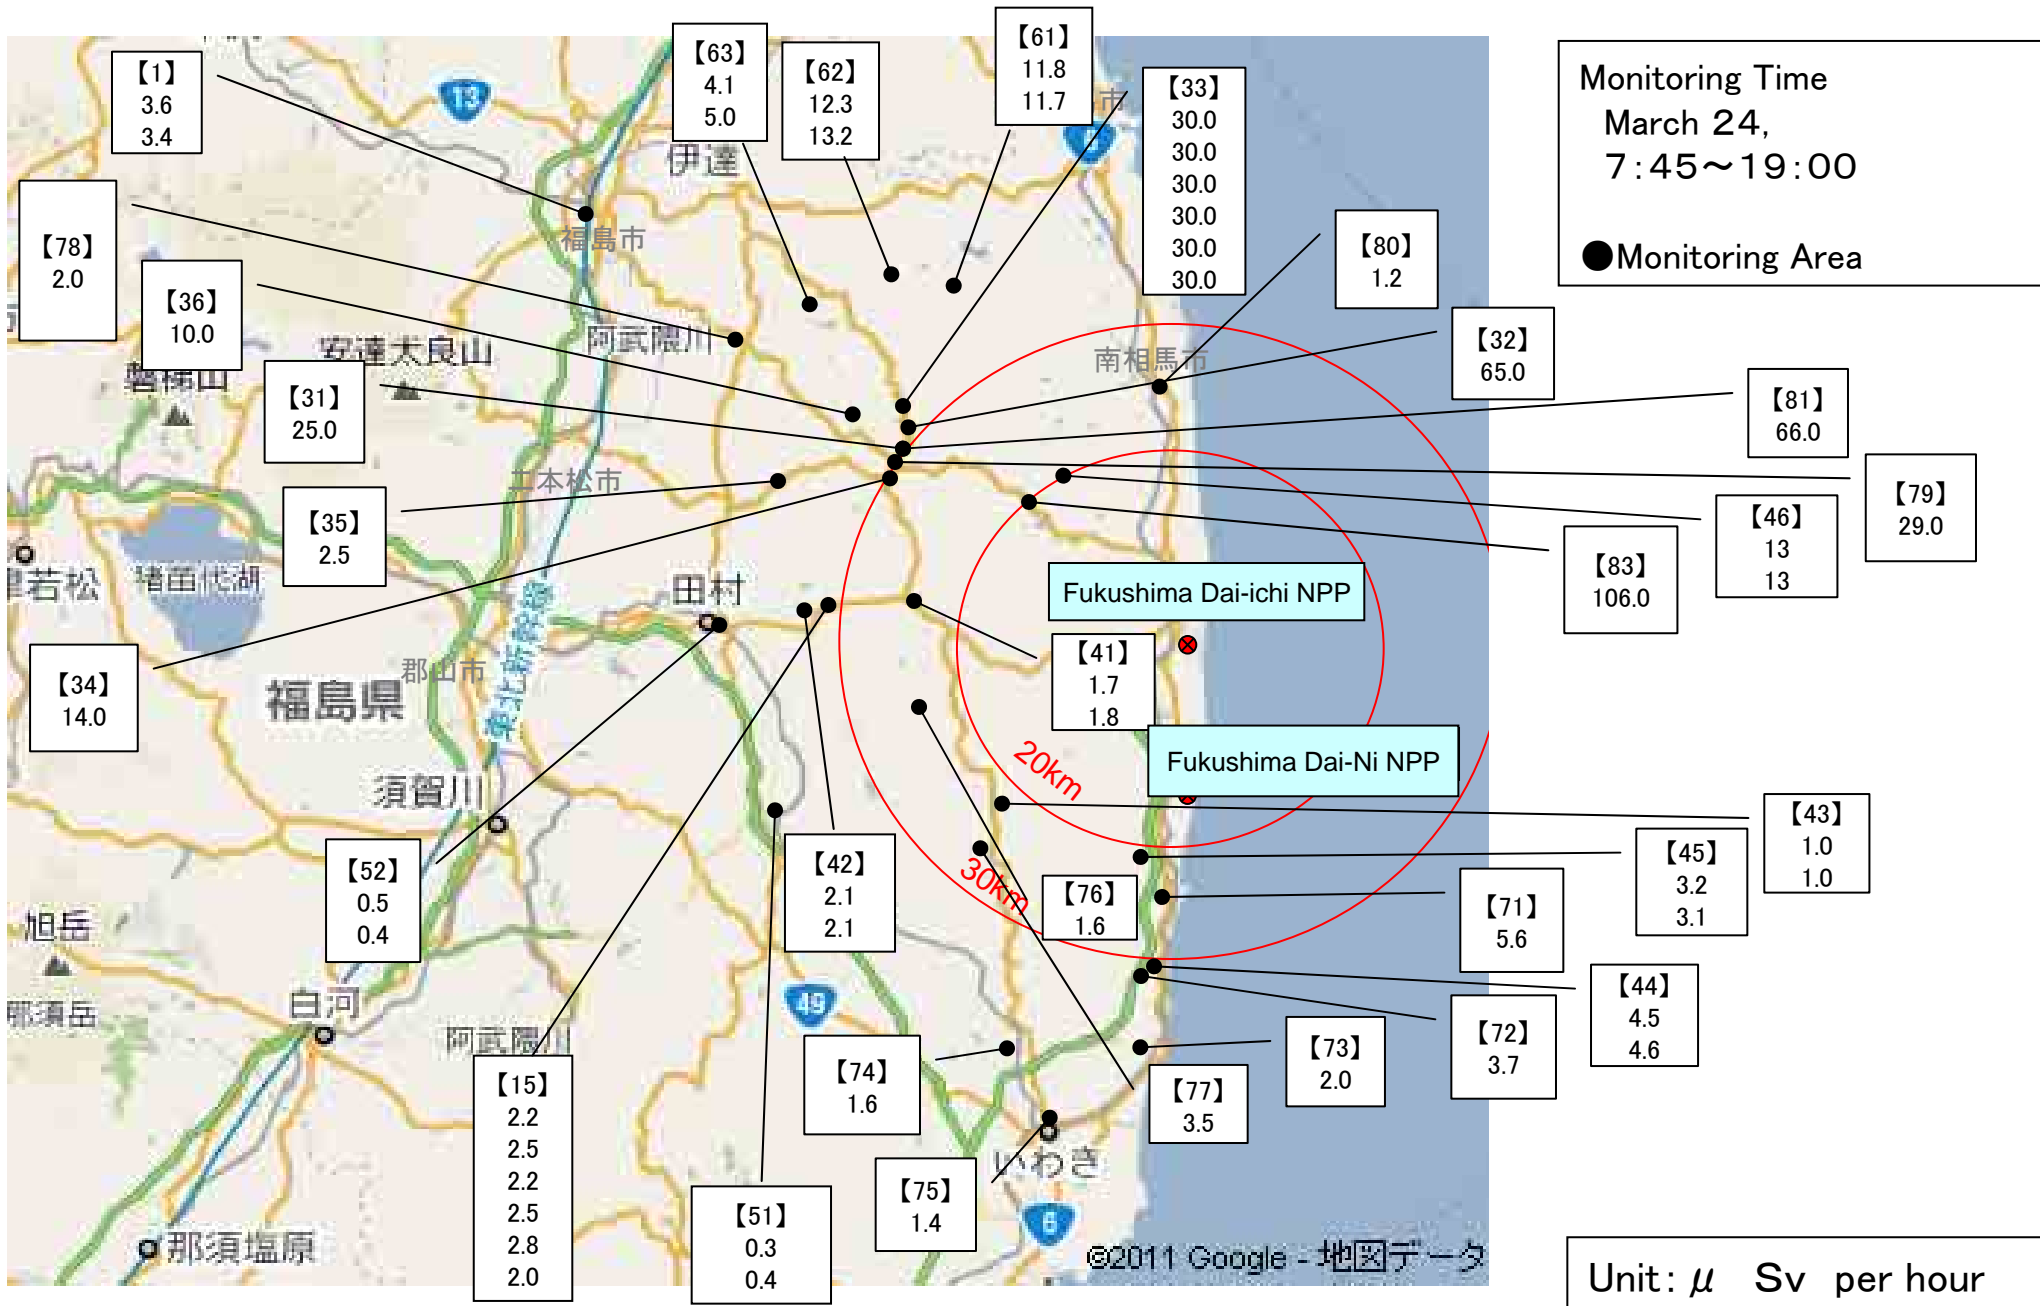 【1】
3.6
3.4
【63】
4.1
5.0
【62】
12.3
13.2
【61】
11.8
11.7
【33】
30.0
30.0
30.0
30.0
30.0
30.0
Monitoring Time
March 24,
7:45～19:00
●Monitoring Area
13
伊達
市
福島市
【78】
2.0
【36】
10.0
【80】
1.2
【32】
65.0
阿武隈川
安達太良山
磐梯山
南相馬市
【31】
25.0
【81】
66.0
二本松市
【35】
2.5
【79】
29.0
【46】
13
13
【83】
106.0
猪苗代湖
若松
田村
Fukushima Dai-ichi NPP
【41】
1.7
1.8
【34】
14.0
郡山市
福島県
東北新幹線
Fukushima Dai-Ni NPP
20km
須賀川
【43】
1.0
1.0
【45】
3.2
3.1
【52】
0.5
0.4
【42】
2.1
2.1
30km
【76】
1.6
【71】
5.6
旭岳
那須岳
白河
49
阿武隈川
【44】
4.5
4.6
【72】
3.7
【73】
2.0
【74】
1.6
【77】
3.5
【15】
2.2
2.5
2.2
2.5
2.8
2.0
いわき
【75】
1.4
【51】
0.3
0.4
6
那須塩原
©2011 Google - 地図データ
Unit: μ Sv per hour